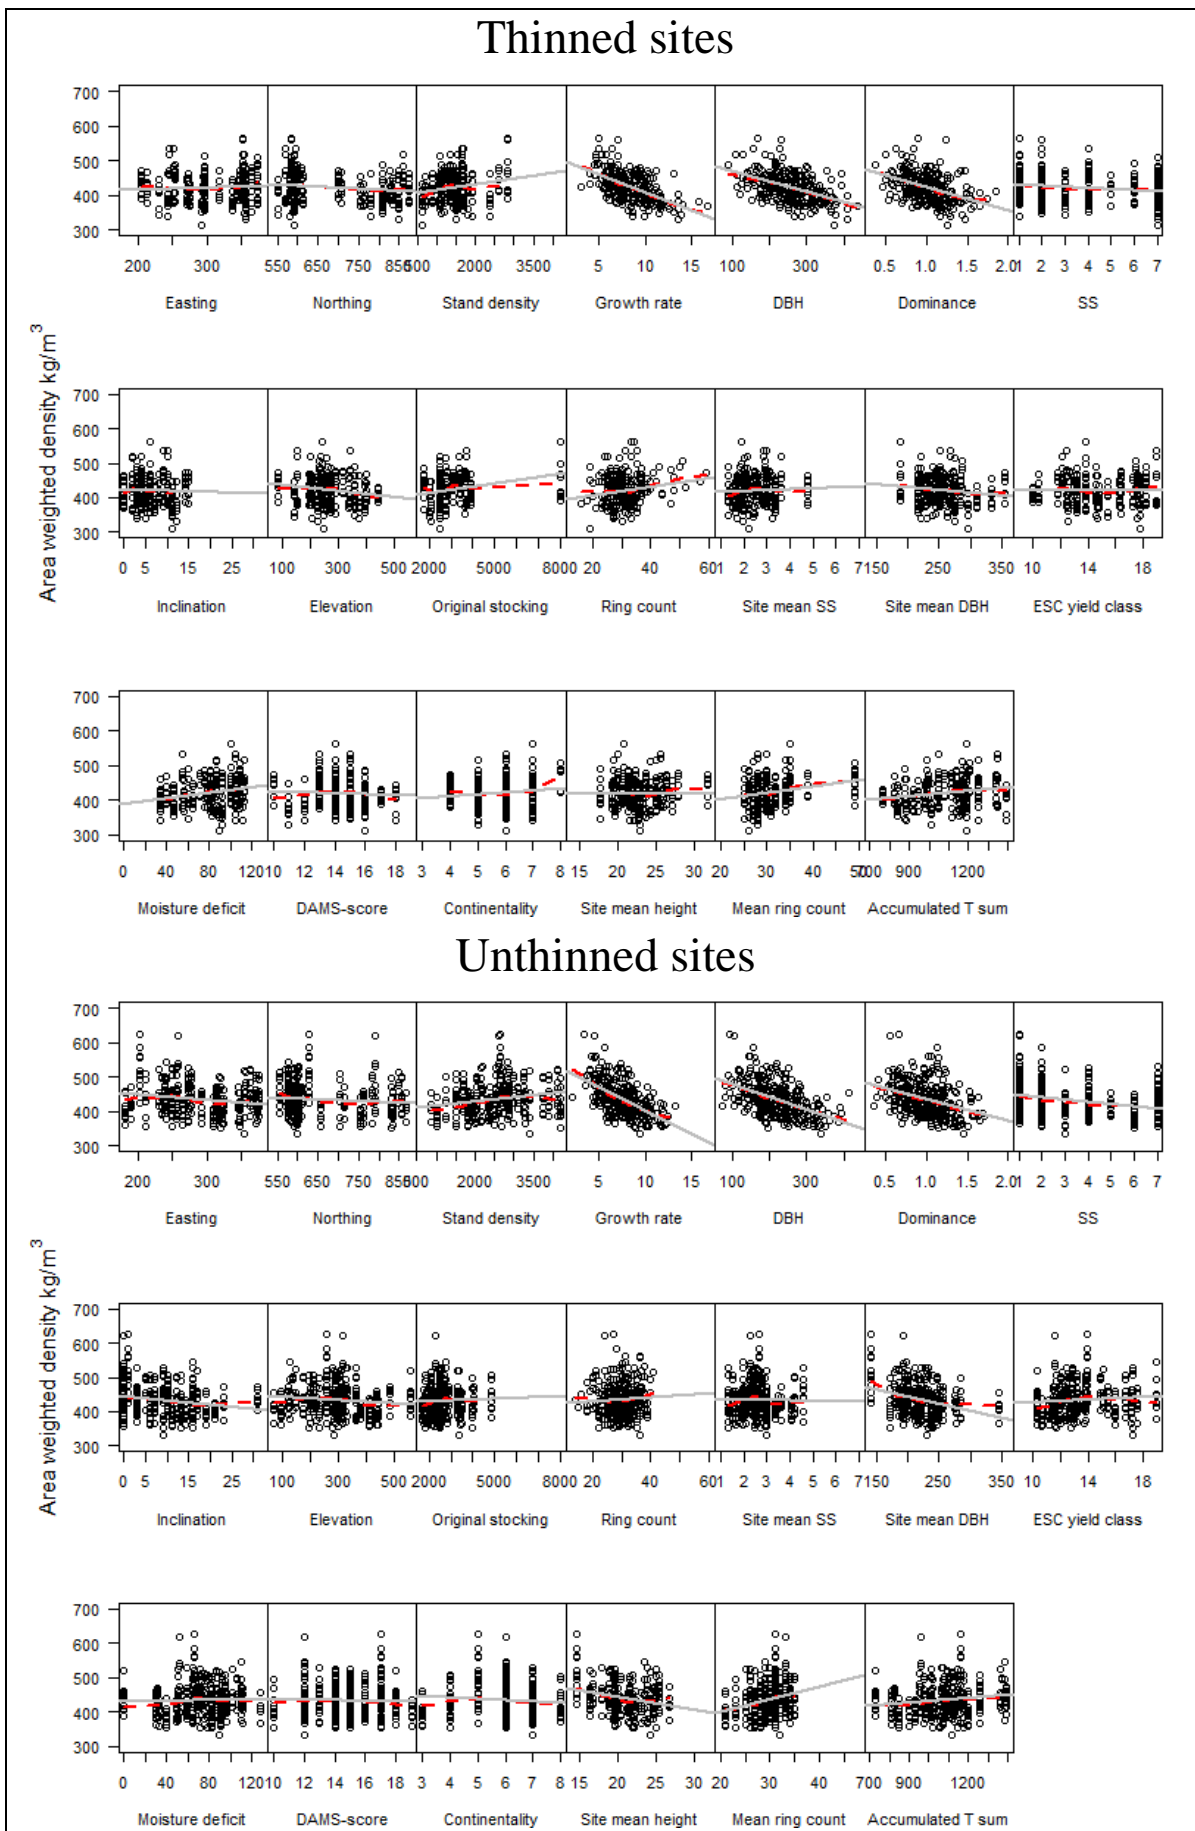 Thinned sites
700
600
500
400
300
200 300 550 650 750 850 500 2000 3500 5 10 15 100 300 0.5 1.0 1.5 2.0 1 2 3 4 5 6 7
Easting Northing Stand density Growth rate DBH Dominance SS
Area weighted density kg/m³
700
600
500
400
300
0 5 15 25 100 300 500 2000 5000 8000 20 40 60 1 2 3 4 5 6 7 150 250 350 10 14 18
Inclination Elevation Original stocking Ring count Site mean SS Site mean DBH ESC yield class
700
600
500
400
300
0 40 80 120 10 12 14 16 18 3 4 5 6 7 8 15 20 25 30 20 30 40 50 700 900 1200
Moisture deficit DAMS-score Continentality Site mean height Mean ring count Accumulated T sum
Unthinned sites
700
600
500
400
300
200 300 550 650 750 850 500 2000 3500 5 10 15 100 300 0.5 1.0 1.5 2.0 1 2 3 4 5 6 7
Easting Northing Stand density Growth rate DBH Dominance SS
Area weighted density kg/m³
700
600
500
400
300
0 5 15 25 100 300 500 2000 5000 8000 20 40 60 1 2 3 4 5 6 7 150 250 350 10 14 18
Inclination Elevation Original stocking Ring count Site mean SS Site mean DBH ESC yield class
700
600
500
400
300
0 40 80 120 10 12 14 16 18 3 4 5 6 7 8 15 20 25 30 20 30 40 700 900 1200
Moisture deficit DAMS-score Continentality Site mean height Mean ring count Accumulated T sum